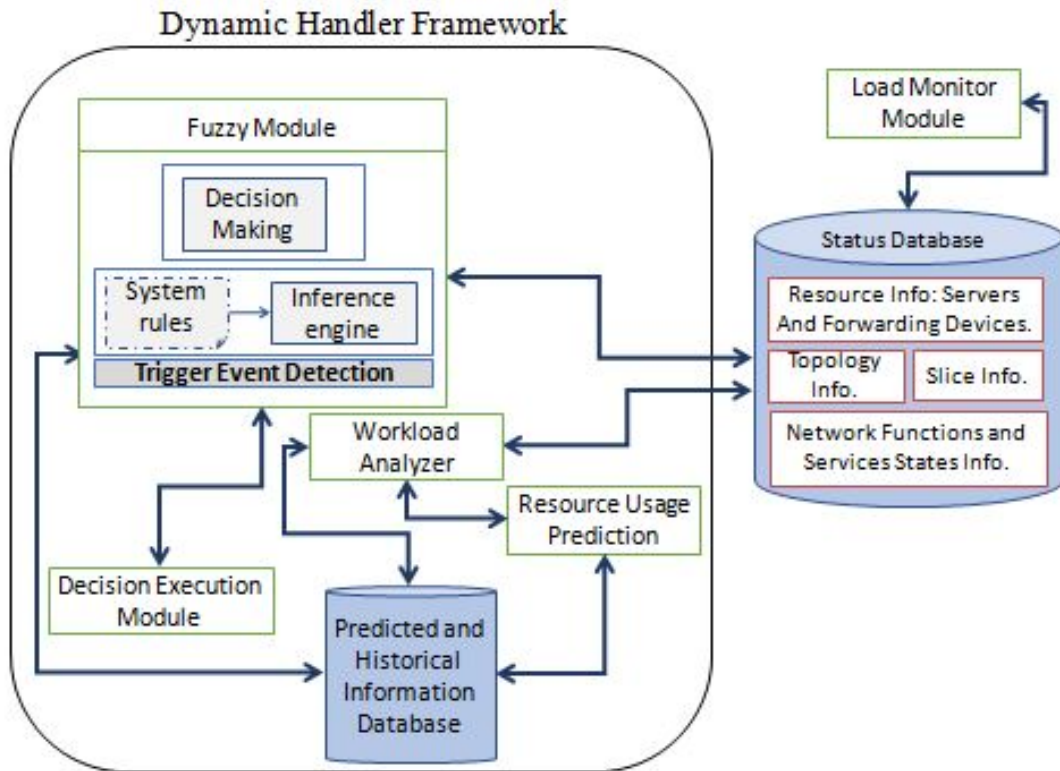 Dynamic Handler Framework
Fuzzy Module
Decision
Making
System
rules
Inference
engine
Trigger Event Detection
Workload
Analyzer
Resource Usage
Prediction
Decision Execution
Module
Predicted and
Historical
Information
Database
Load Monitor
Module
Status Database
Resource Info: Servers
And Forwarding Devices.
Topology
Info.
Slice Info.
Network Functions and
Services States Info.